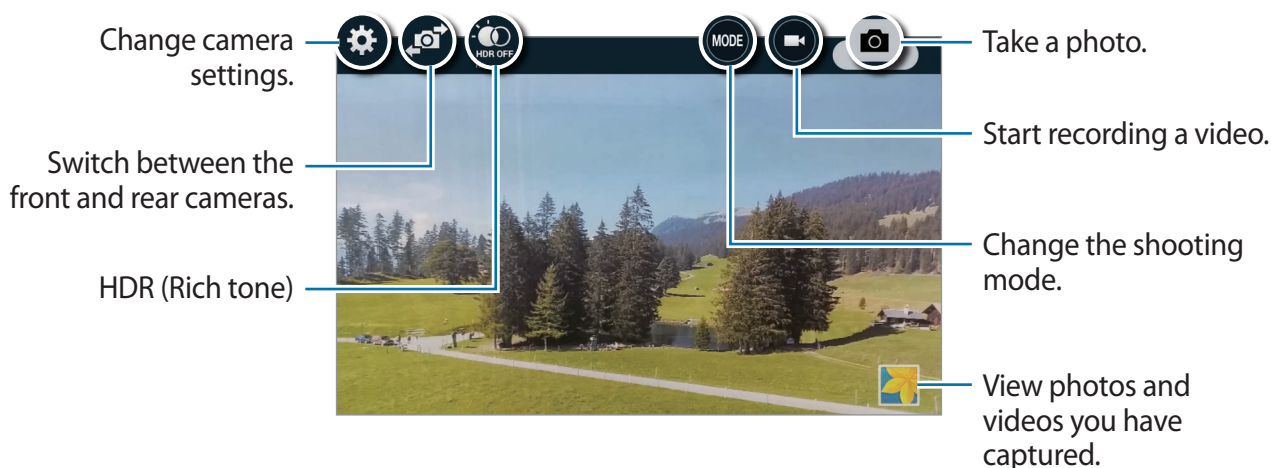 Change camera
settings.
Switch between the
front and rear cameras.
HDR (Rich tone)
HDR OFF
MODE
Take a photo.
Start recording a video.
Change the shooting
mode.
View photos and
videos you have
captured.